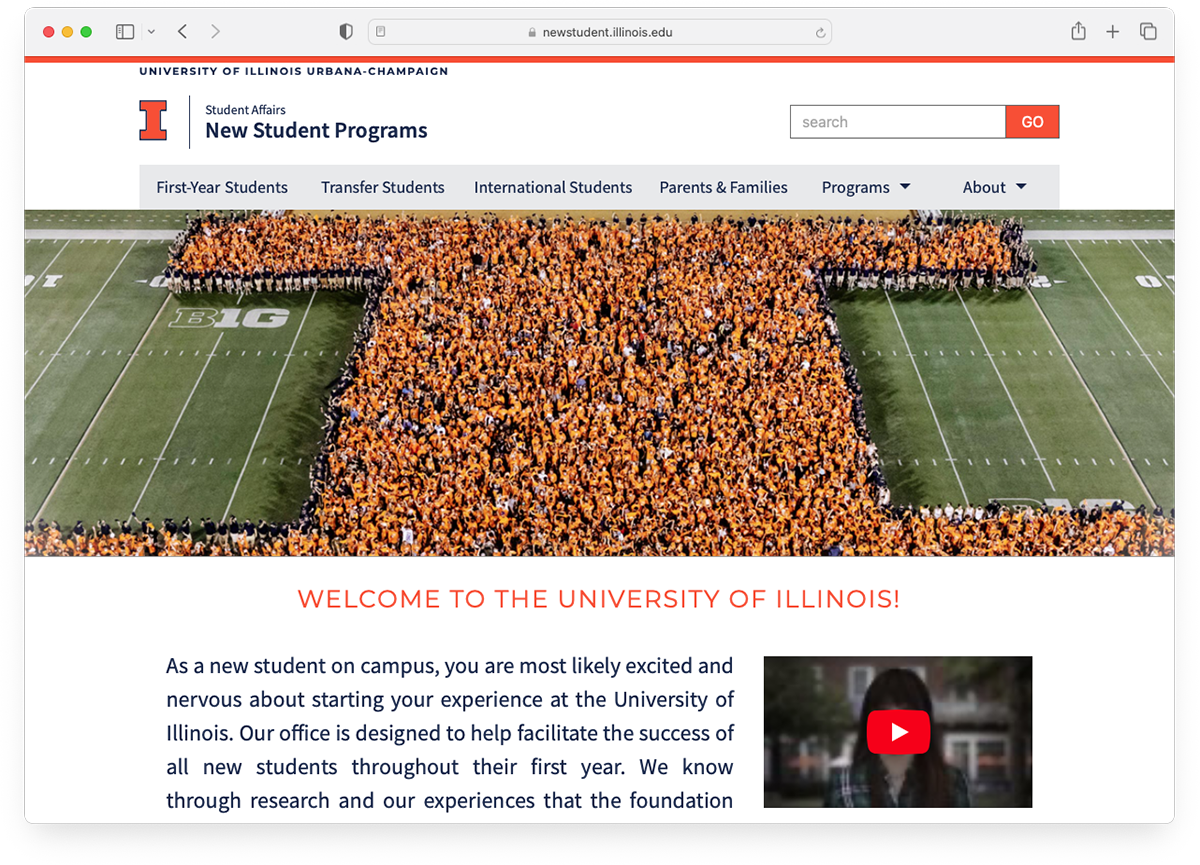 newstudent.illinois.edu
UNIVERSITY OF ILLINOIS URBANA-CHAMPAIGN
I
Student Affairs
New Student Programs
search
GO
First-Year Students
Transfer Students
International Students
Parents & Families
Programs
About
B1G
WELCOME TO THE UNIVERSITY OF ILLINOIS!
As a new student on campus, you are most likely excited and
nervous about starting your experience at the University of
Illinois. Our office is designed to help facilitate the success of
all new students throughout their first year. We know
through research and our experiences that the foundation